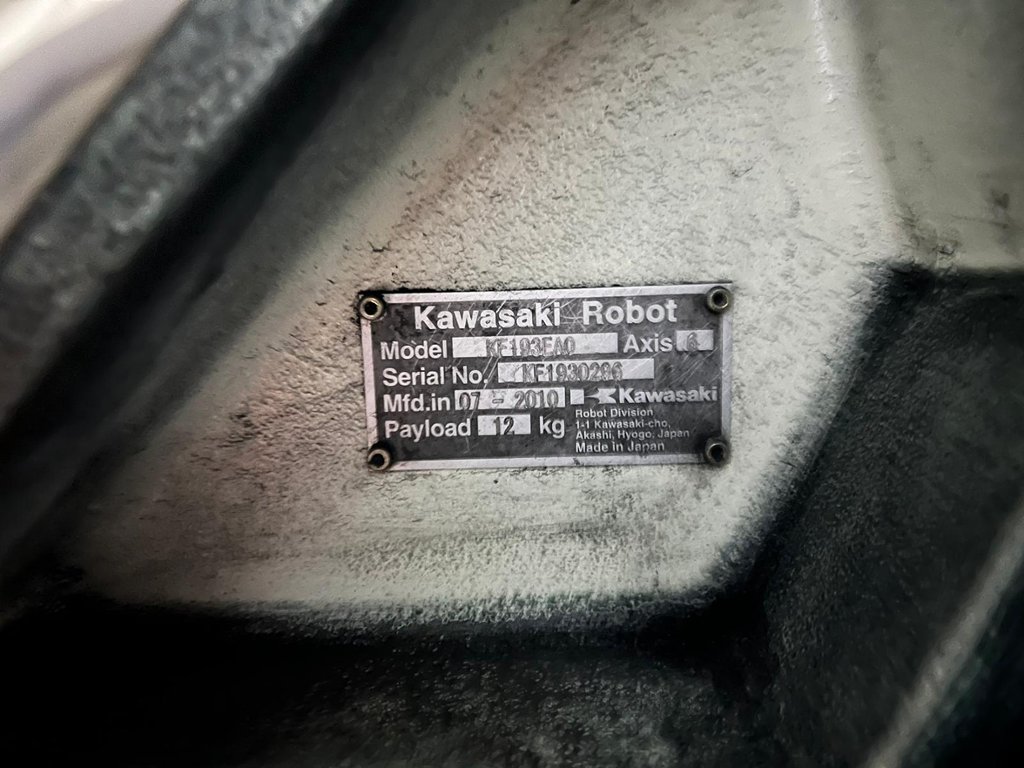 Kawasaki Robot
Model KF193EA0 Axis 6
Serial No. KF1930286
Mfd.in 07 - 2010 Kawasaki
Payload 12 kg
Robot Division
1-1 Kawasaki-cho,
Akashi, Hyogo, Japan
Made in Japan